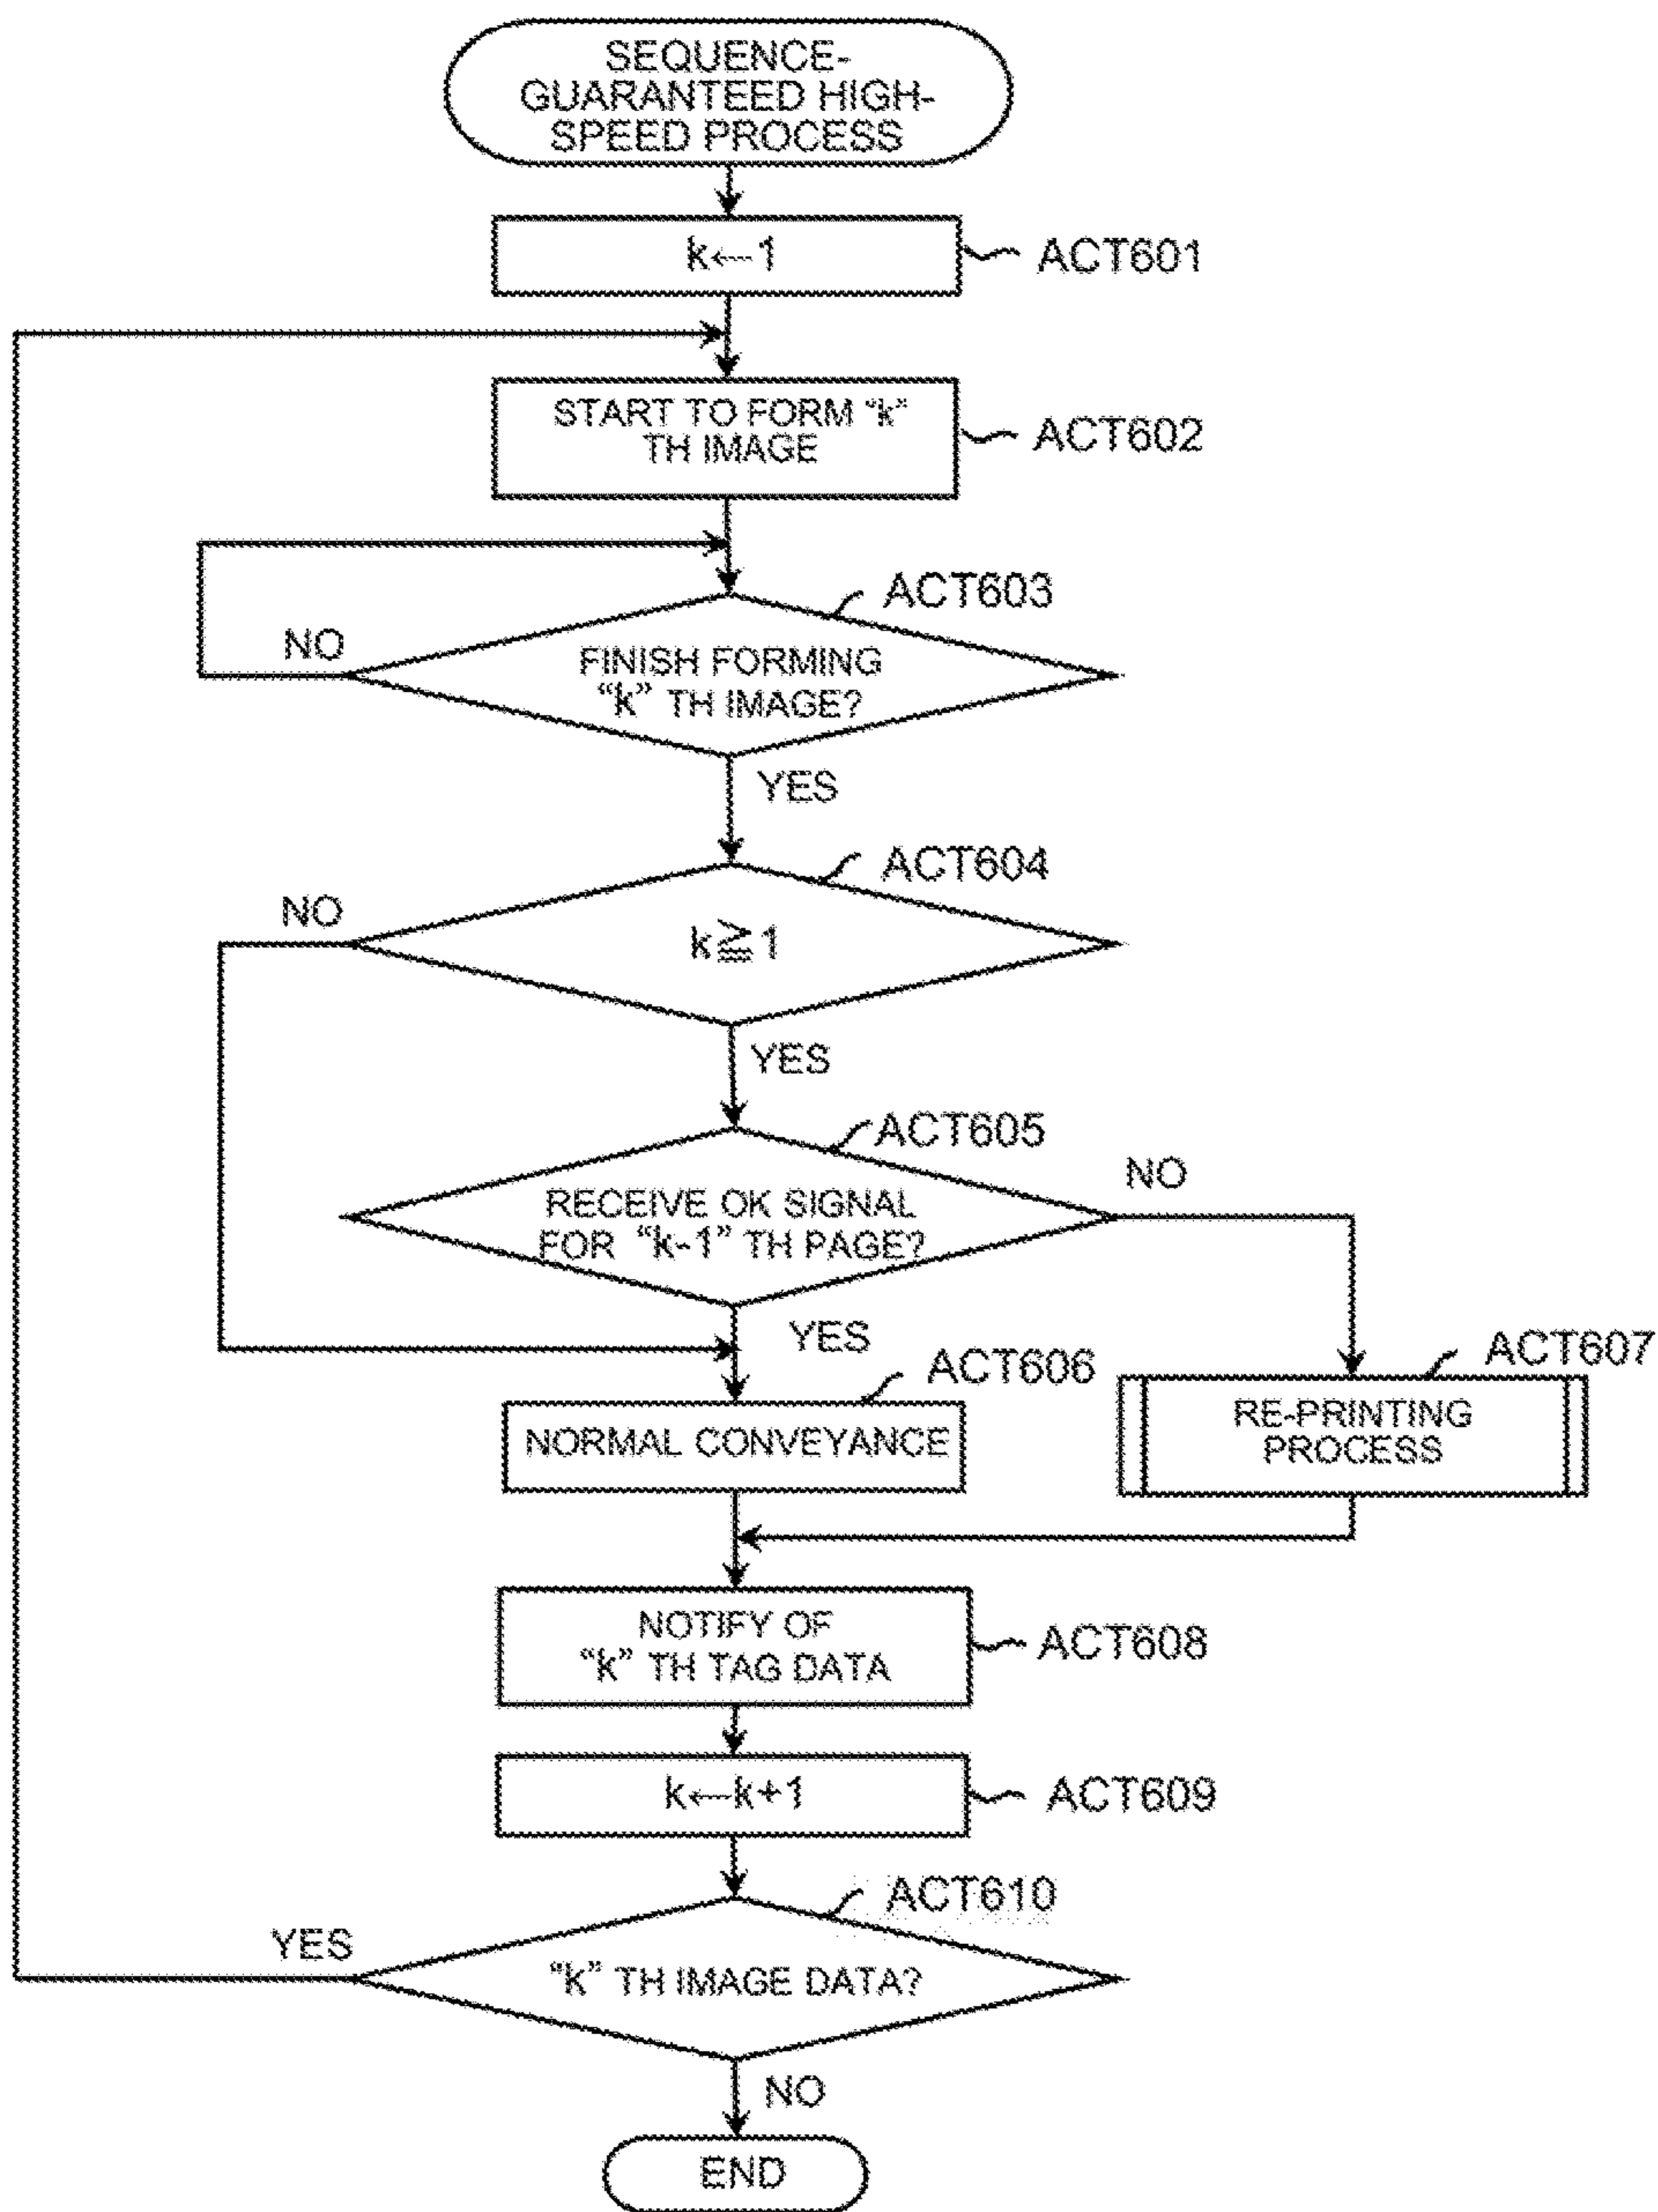 SEQUENCE-
GUARANTEED HIGH-
SPEED PROCESS
k←1
ACT601
START TO FORM “k”
TH IMAGE
ACT602
ACT603
NO
FINISH FORMING
“k” TH IMAGE?
YES
ACT604
NO
k≧1
YES
ACT605
NO
RECEIVE OK SIGNAL
FOR “k-1” TH PAGE?
YES
ACT606
ACT607
NORMAL CONVEYANCE
RE-PRINTING
PROCESS
NOTIFY OF
“k” TH TAG DATA
ACT608
k←k+1
ACT609
ACT610
YES
“k” TH IMAGE DATA?
NO
END